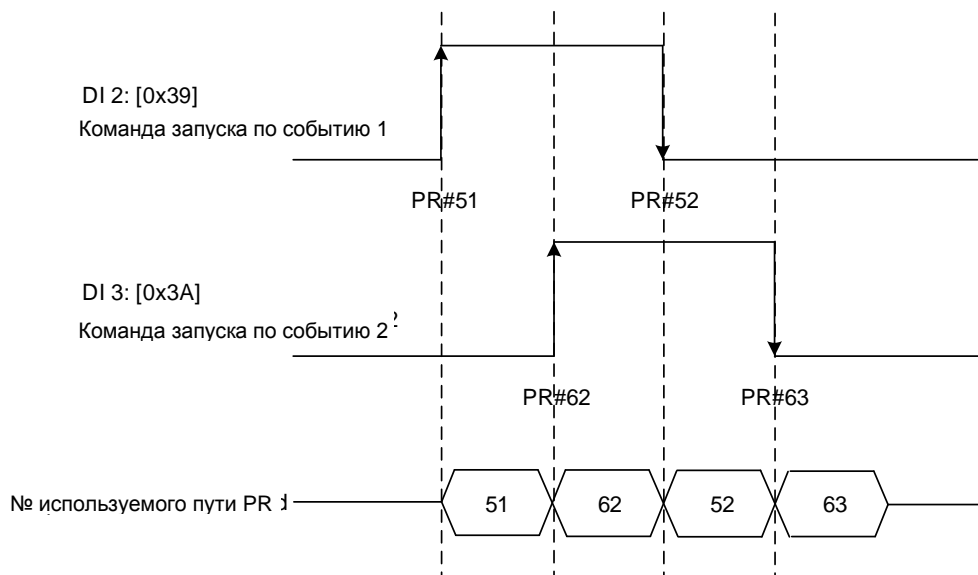 DI 2: [0x39]
Команда запуска по событию 1
PR#51
PR#52
DI 3: [0x3A]
Команда запуска по событию 2
PR#62
PR#63
№ используемого пути PR
51
62
52
63